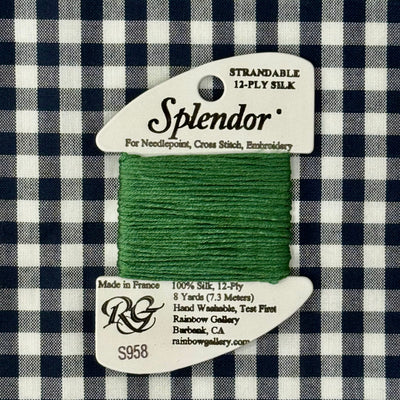 STRANDABLE
12-PLY SILK
Splendor
For Needlepoint, Cross Stitch, Embroidery
Made in France
100% Silk, 12-Ply
8 Yards (7.3 Meters)
Hand Washable, Test First
Rainbow Gallery
Burbank, CA
rainbowgallery.com
RG
S958